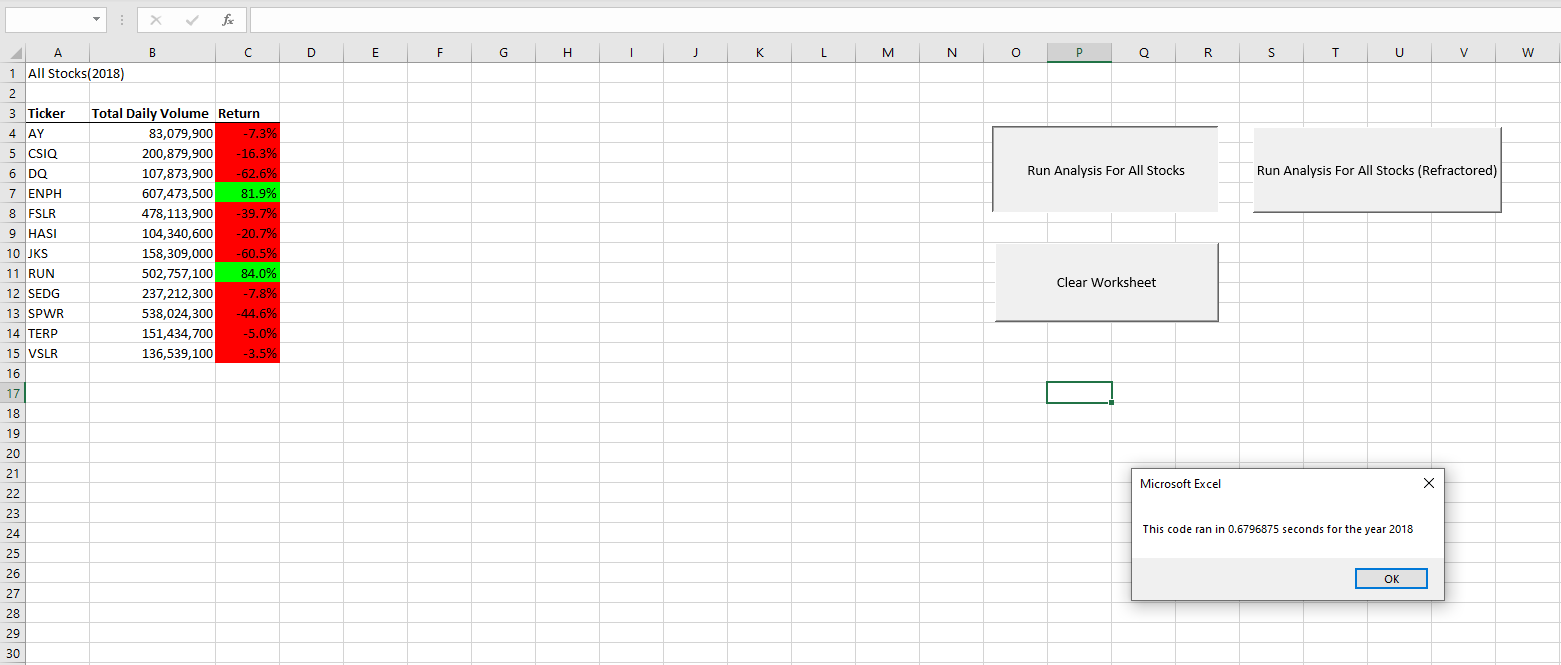 fx
A B C D E F G H I J K L M N O P Q R S T U V W
1 All Stocks(2018)
2
3 Ticker Total Daily Volume Return
4 AY 83,079,900 -7.3%
5 CSIQ 200,879,900 -16.3%
6 DQ 107,873,900 -62.6%
7 ENPH 607,473,500 81.9%
8 FSLR 478,113,900 -39.7%
9 HASI 104,340,600 -20.7%
10 JKS 158,309,000 -60.5%
11 RUN 502,757,100 84.0%
12 SEDG 237,212,300 -7.8%
13 SPWR 538,024,300 -44.6%
14 TERP 151,434,700 -5.0%
15 VSLR 136,539,100 -3.5%
16
17
18
19
20
21
22
23
24
25
26
27
28
29
30
Run Analysis For All Stocks
Run Analysis For All Stocks (Refractored)
Clear Worksheet
Microsoft Excel
This code ran in 0.6796875 seconds for the year 2018
OK